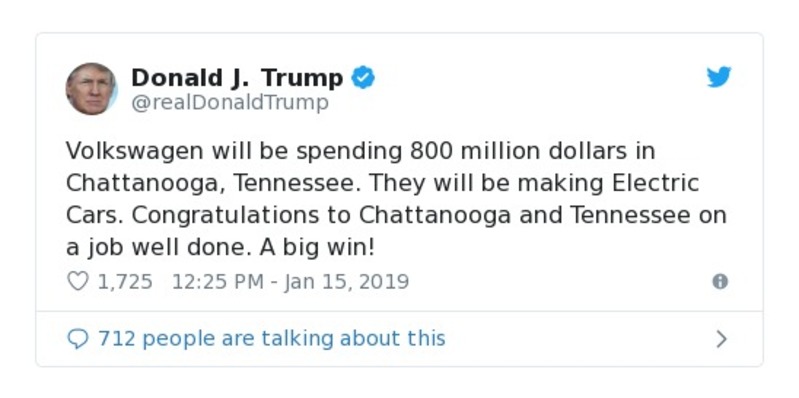 Donald J. Trump
@realDonaldTrump
Volkswagen will be spending 800 million dollars in
Chattanooga, Tennessee. They will be making Electric
Cars. Congratulations to Chattanooga and Tennessee on
a job well done. A big win!
1,725 12:25 PM - Jan 15, 2019
712 people are talking about this